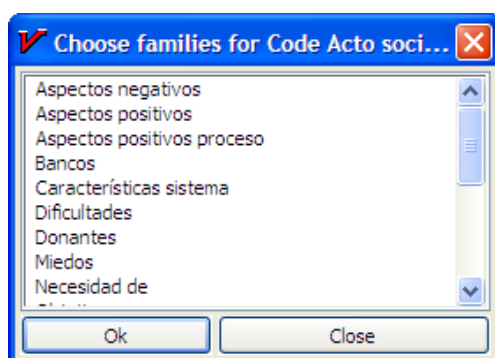 Choose families for Code Acto soci...
Aspectos negativos
Aspectos positivos
Aspectos positivos proceso
Bancos
Características sistema
Dificultades
Donantes
Miedos
Necesidad de
Ok
Close